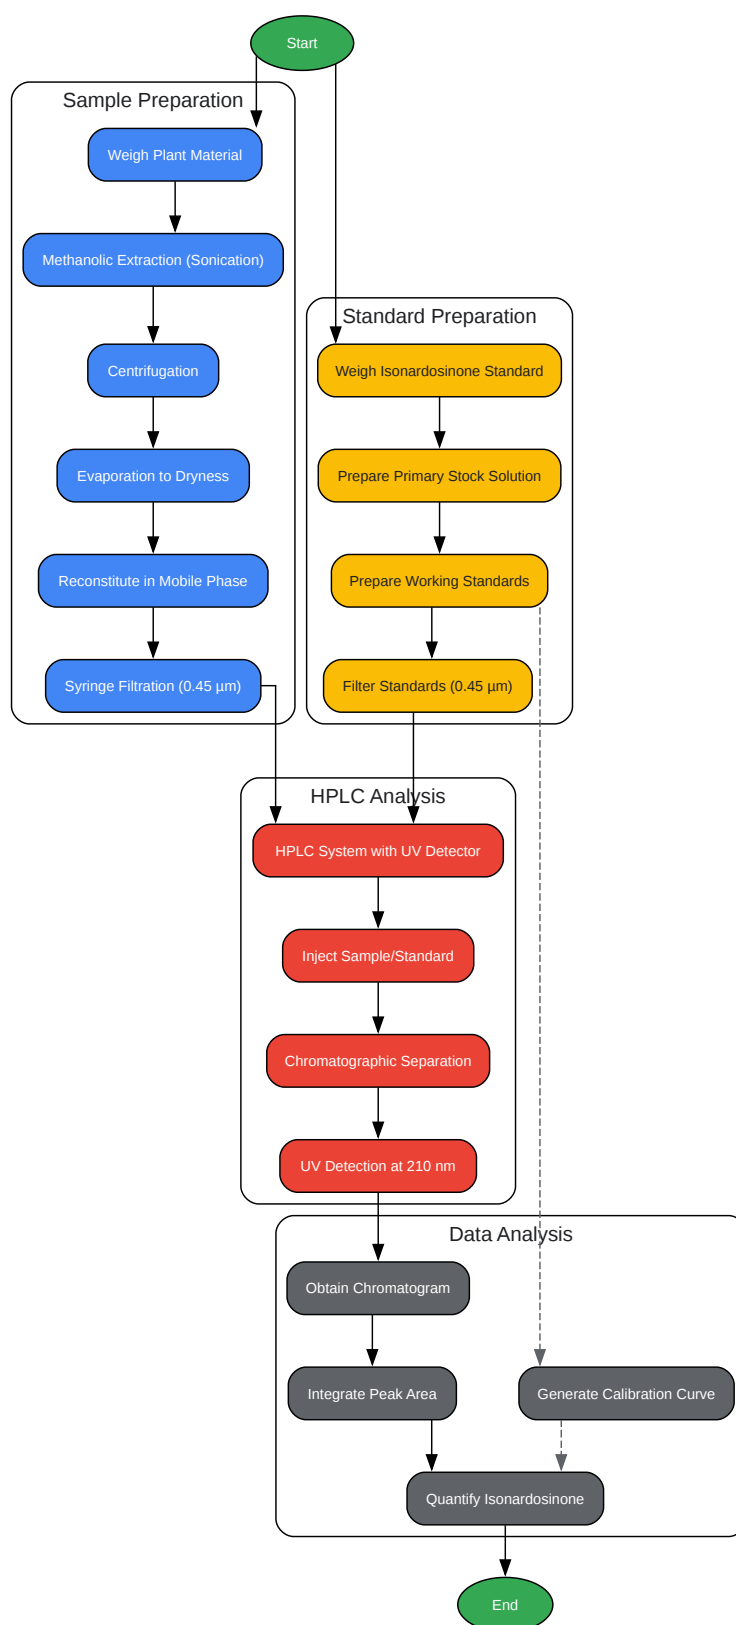 Start
Sample Preparation
Weigh Plant Material
Methanolic Extraction (Sonication)
Centrifugation
Evaporation to Dryness
Reconstitute in Mobile Phase
Syringe Filtration (0.45 µm)
Standard Preparation
Weigh Isonardosinone Standard
Prepare Primary Stock Solution
Prepare Working Standards
Filter Standards (0.45 µm)
HPLC Analysis
HPLC System with UV Detector
Inject Sample/Standard
Chromatographic Separation
UV Detection at 210 nm
Data Analysis
Obtain Chromatogram
Integrate Peak Area
Generate Calibration Curve
Quantify Isonardosinone
End